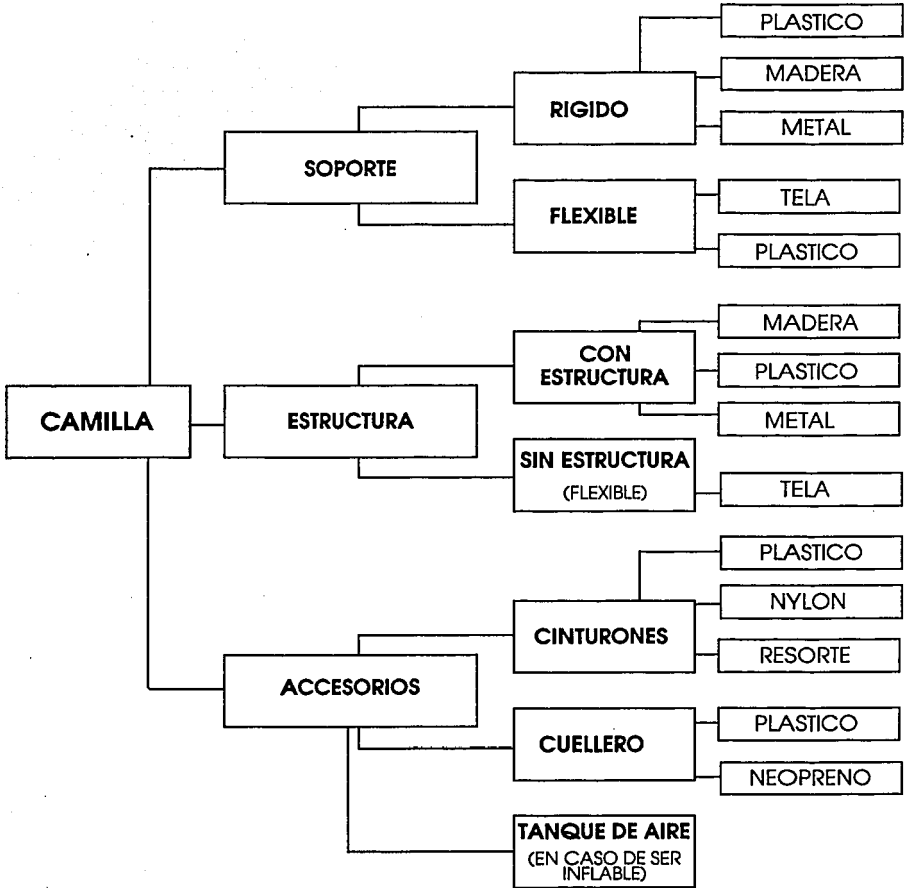 PLASTICO
MADERA
RIGIDO
METAL
SOPORTE
TELA
FLEXIBLE
PLASTICO
MADERA
CON
ESTRUCTURA
PLASTICO
METAL
CAMILLA
ESTRUCTURA
SIN ESTRUCTURA
(FLEXIBLE)
TELA
PLASTICO
NYLON
CINTURONES
RESORTE
ACCESORIOS
PLASTICO
CUELLERO
NEOPRENO
TANQUE DE AIRE
(EN CASO DE SER
INFLABLE)